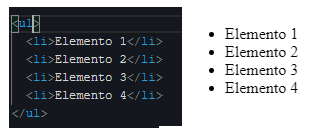 <ul>
<li>Elemento 1</li>
<li>Elemento 2</li>
<li>Elemento 3</li>
<li>Elemento 4</li>
</ul>
• Elemento 1
• Elemento 2
• Elemento 3
• Elemento 4